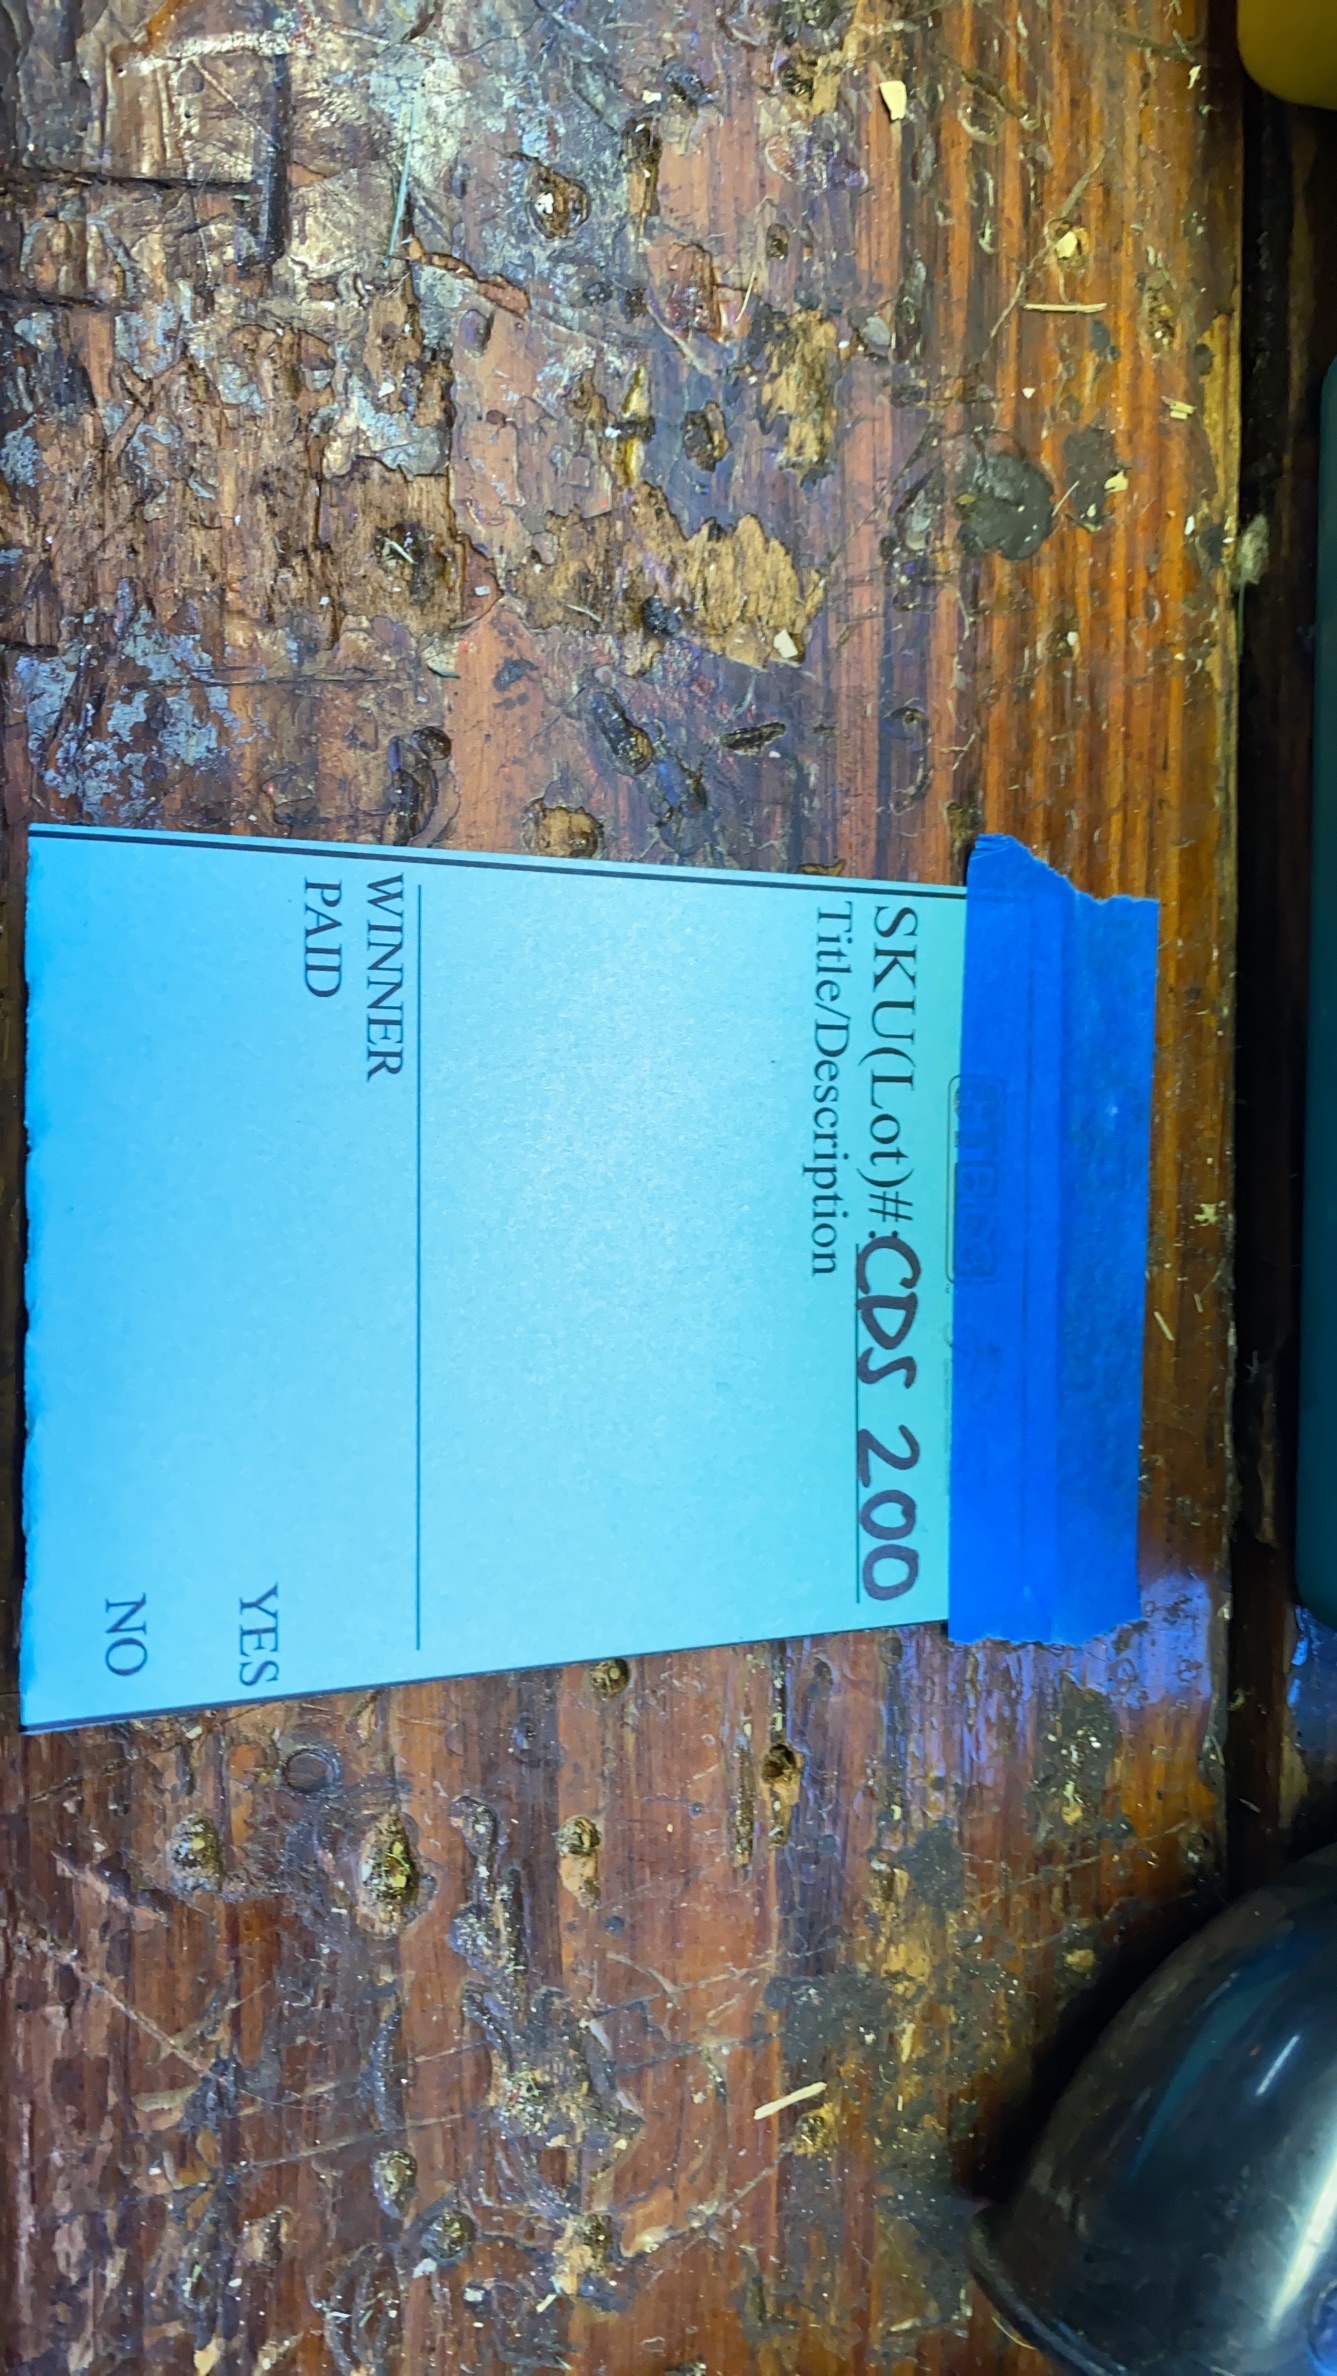 SKU(Lot)#:CDS 200
Title/Description
WINNER
PAID
YES
NO